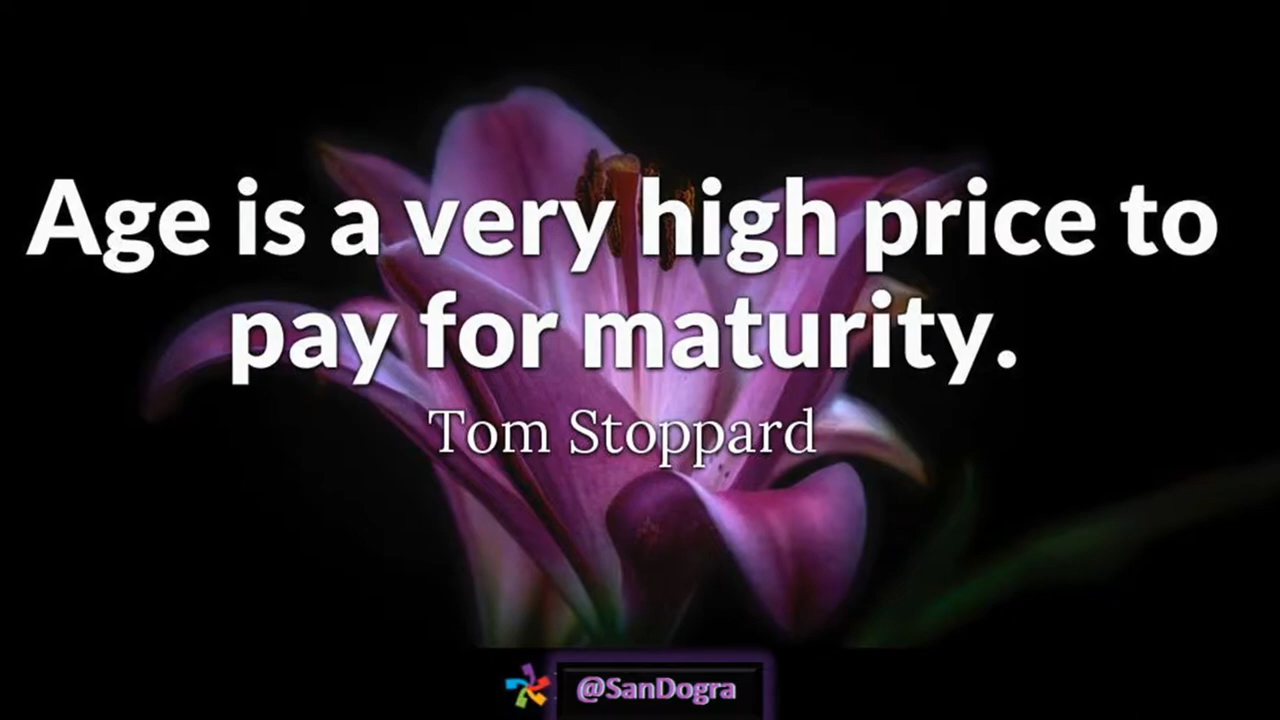 Age is a very high price to
pay for maturity.
Tom Stoppard
@SanDogra